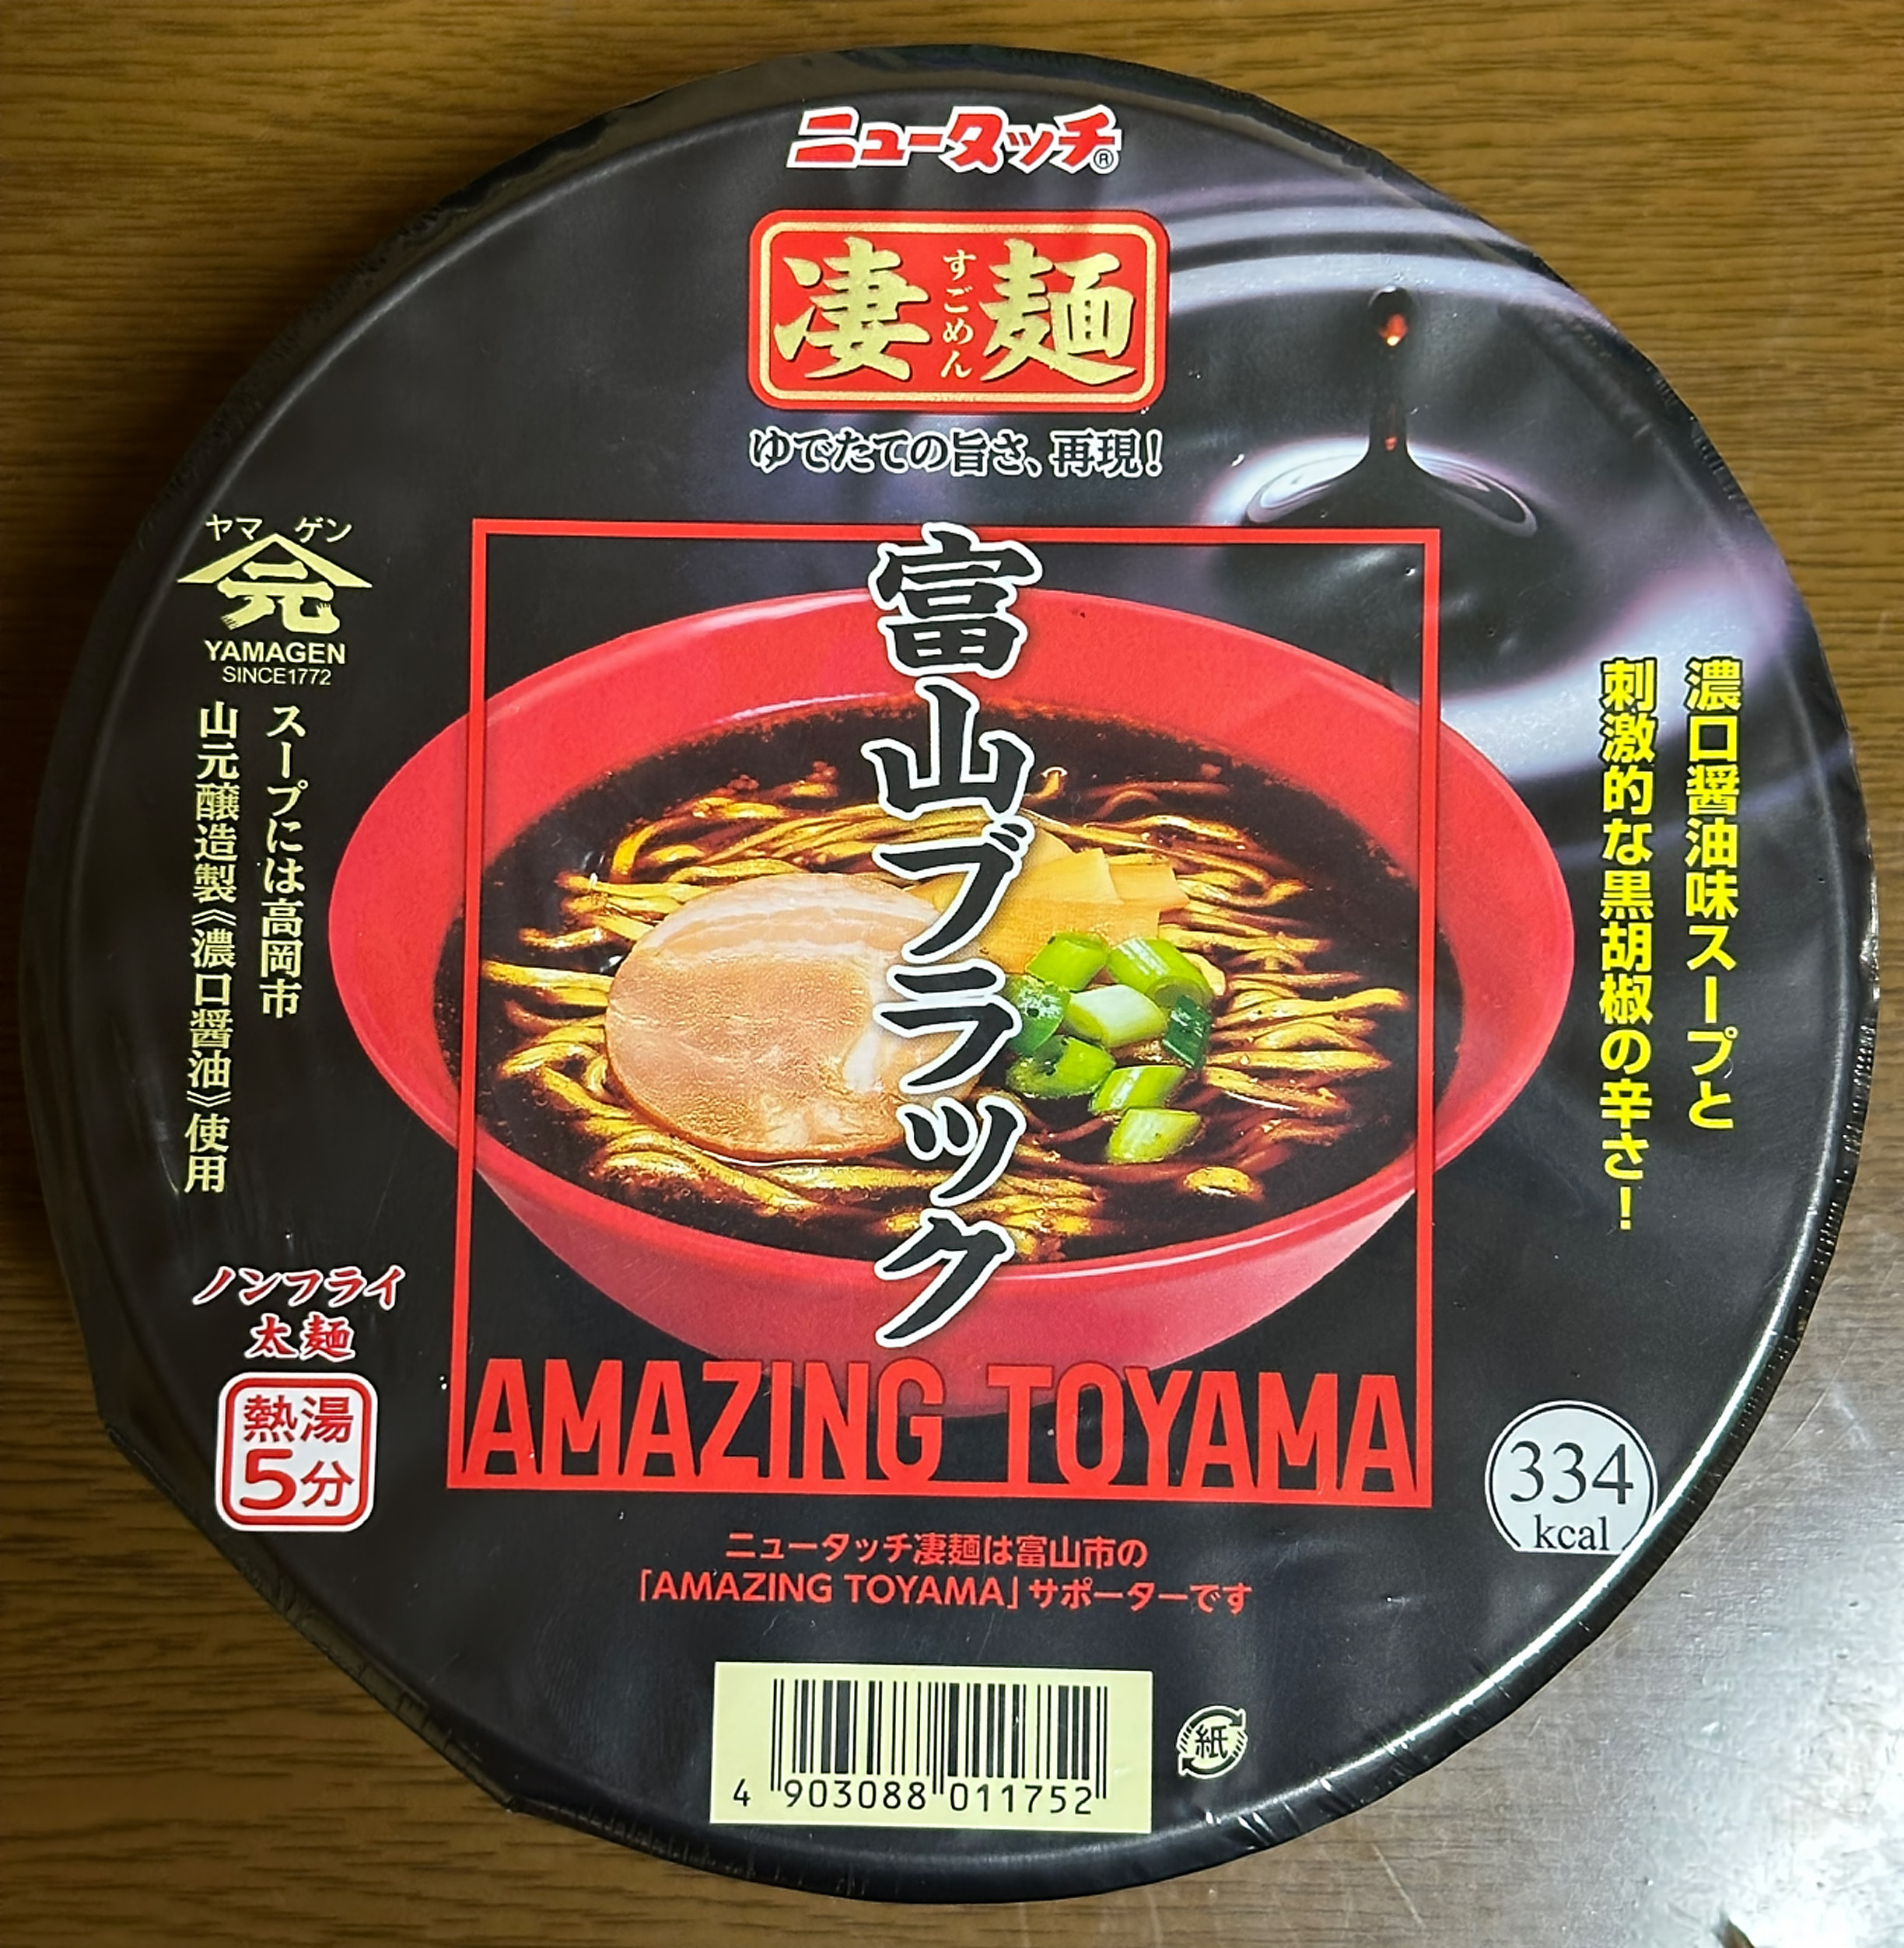 ニュータッチ®
凄麺
すごめん
ゆでたての旨さ、再現!
ヤマ ゲン
元
YAMAGEN
SINCE1772
スープには高岡市
山元醸造製《濃口醤油》使用
富山ブラック
濃口醤油味スープと
刺激的な黒胡椒の辛さ!
ノンフライ
太麺
熱湯
5分
AMAZING TOYAMA
334
kcal
ニュータッチ凄麺は富山市の
「AMAZING TOYAMA」サポーターです
4 903088 011752
紙